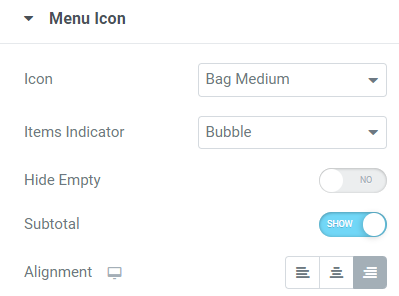 Menu Icon
Icon Bag Medium
Items Indicator Bubble
Hide Empty NO
Subtotal SHOW
Alignment